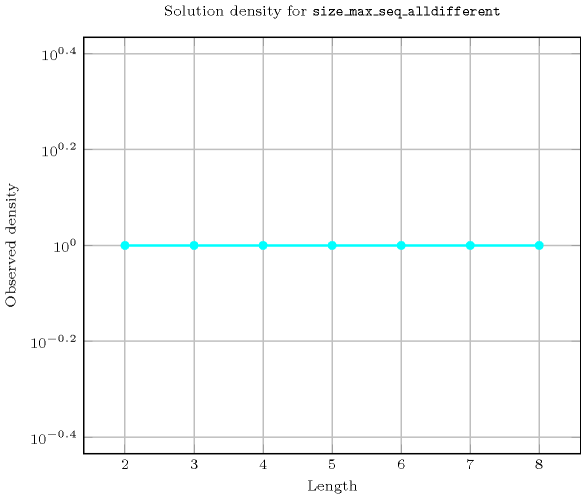 Solution density for size_max_seq_alldifferent
10^0.4
10^0.2
10^0
10^−0.2
10^−0.4
Observed density
2 3 4 5 6 7 8
Length